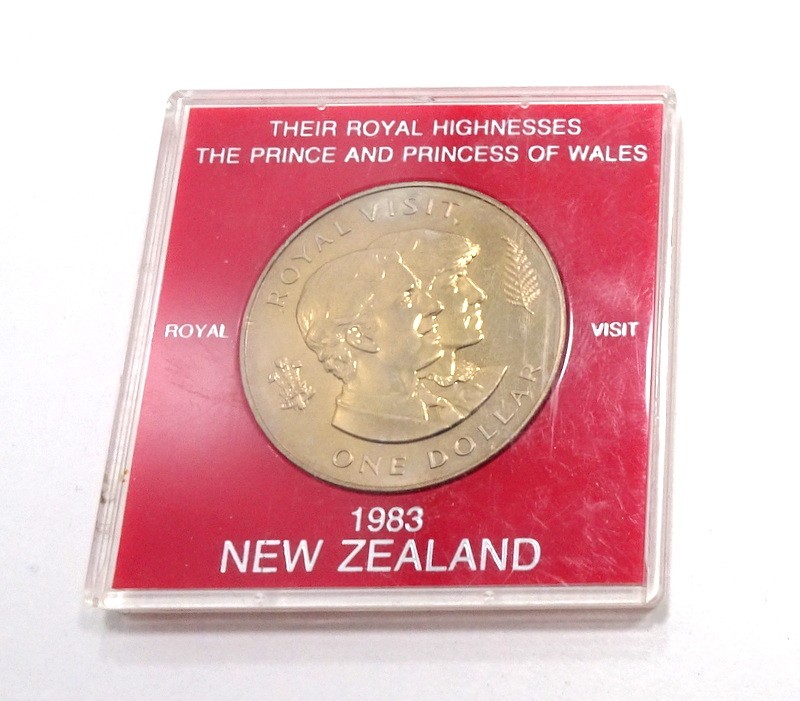 THEIR ROYAL HIGHNESSES
THE PRINCE AND PRINCESS OF WALES
ROYAL VISIT,
ROYAL
VISIT
ONE DOLLAR
1983
NEW ZEALAND